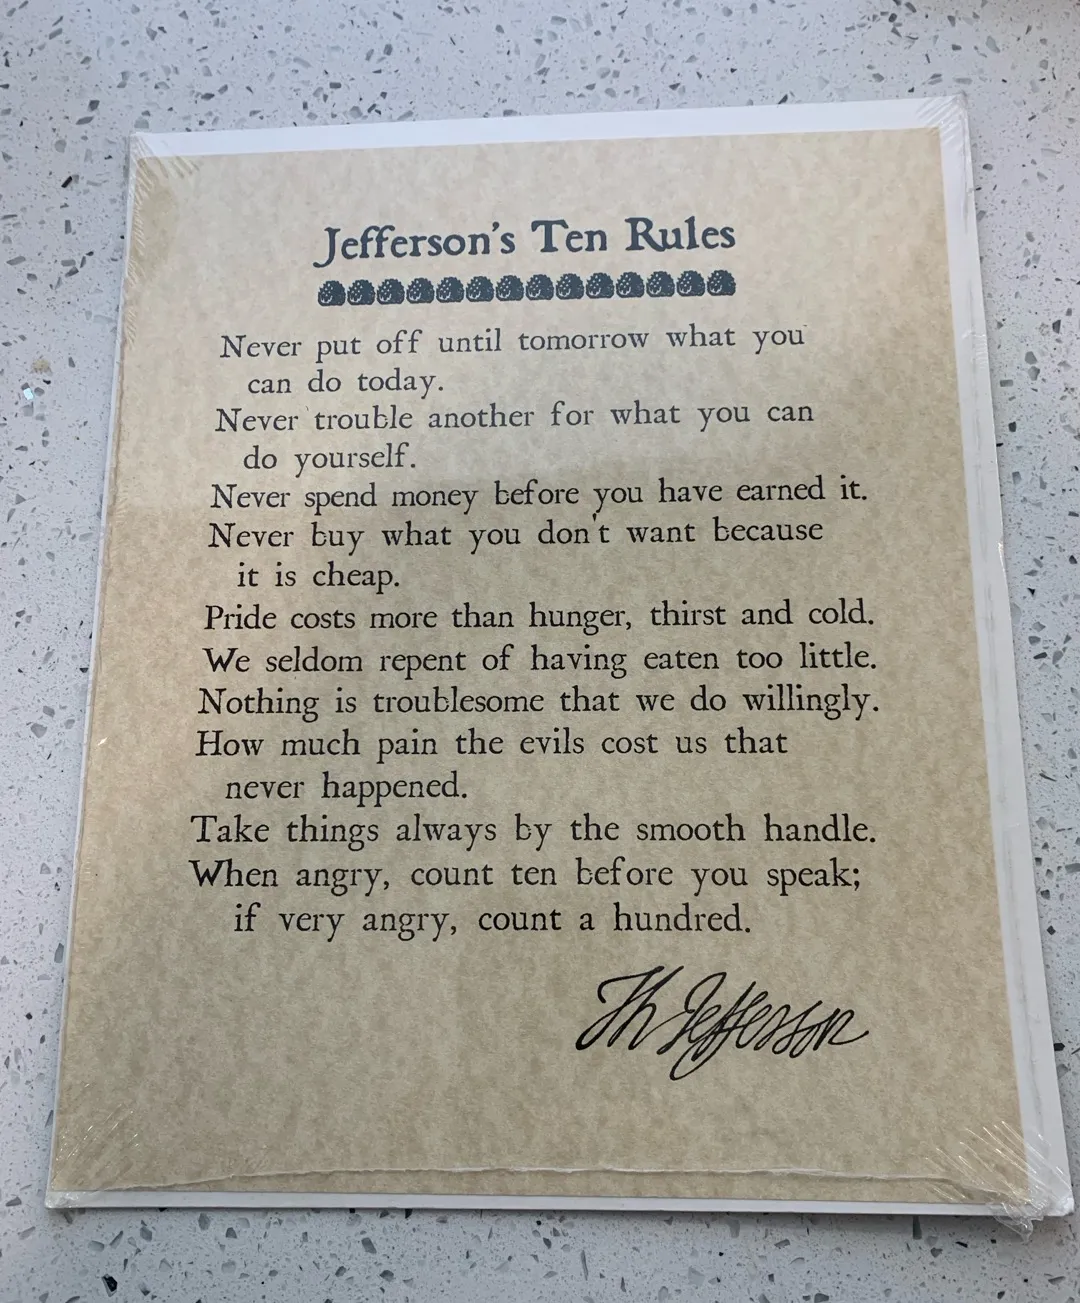 Jefferson's Ten Rules
Never put off until tomorrow what you
can do today.
Never trouble another for what you can
do yourself.
Never spend money before you have earned it.
Never buy what you don't want because
it is cheap.
Pride costs more than hunger, thirst and cold.
We seldom repent of having eaten too little.
Nothing is troublesome that we do willingly.
How much pain the evils cost us that
never happened.
Take things always by the smooth handle.
When angry, count ten before you speak;
if very angry, count a hundred.
Th Jefferson